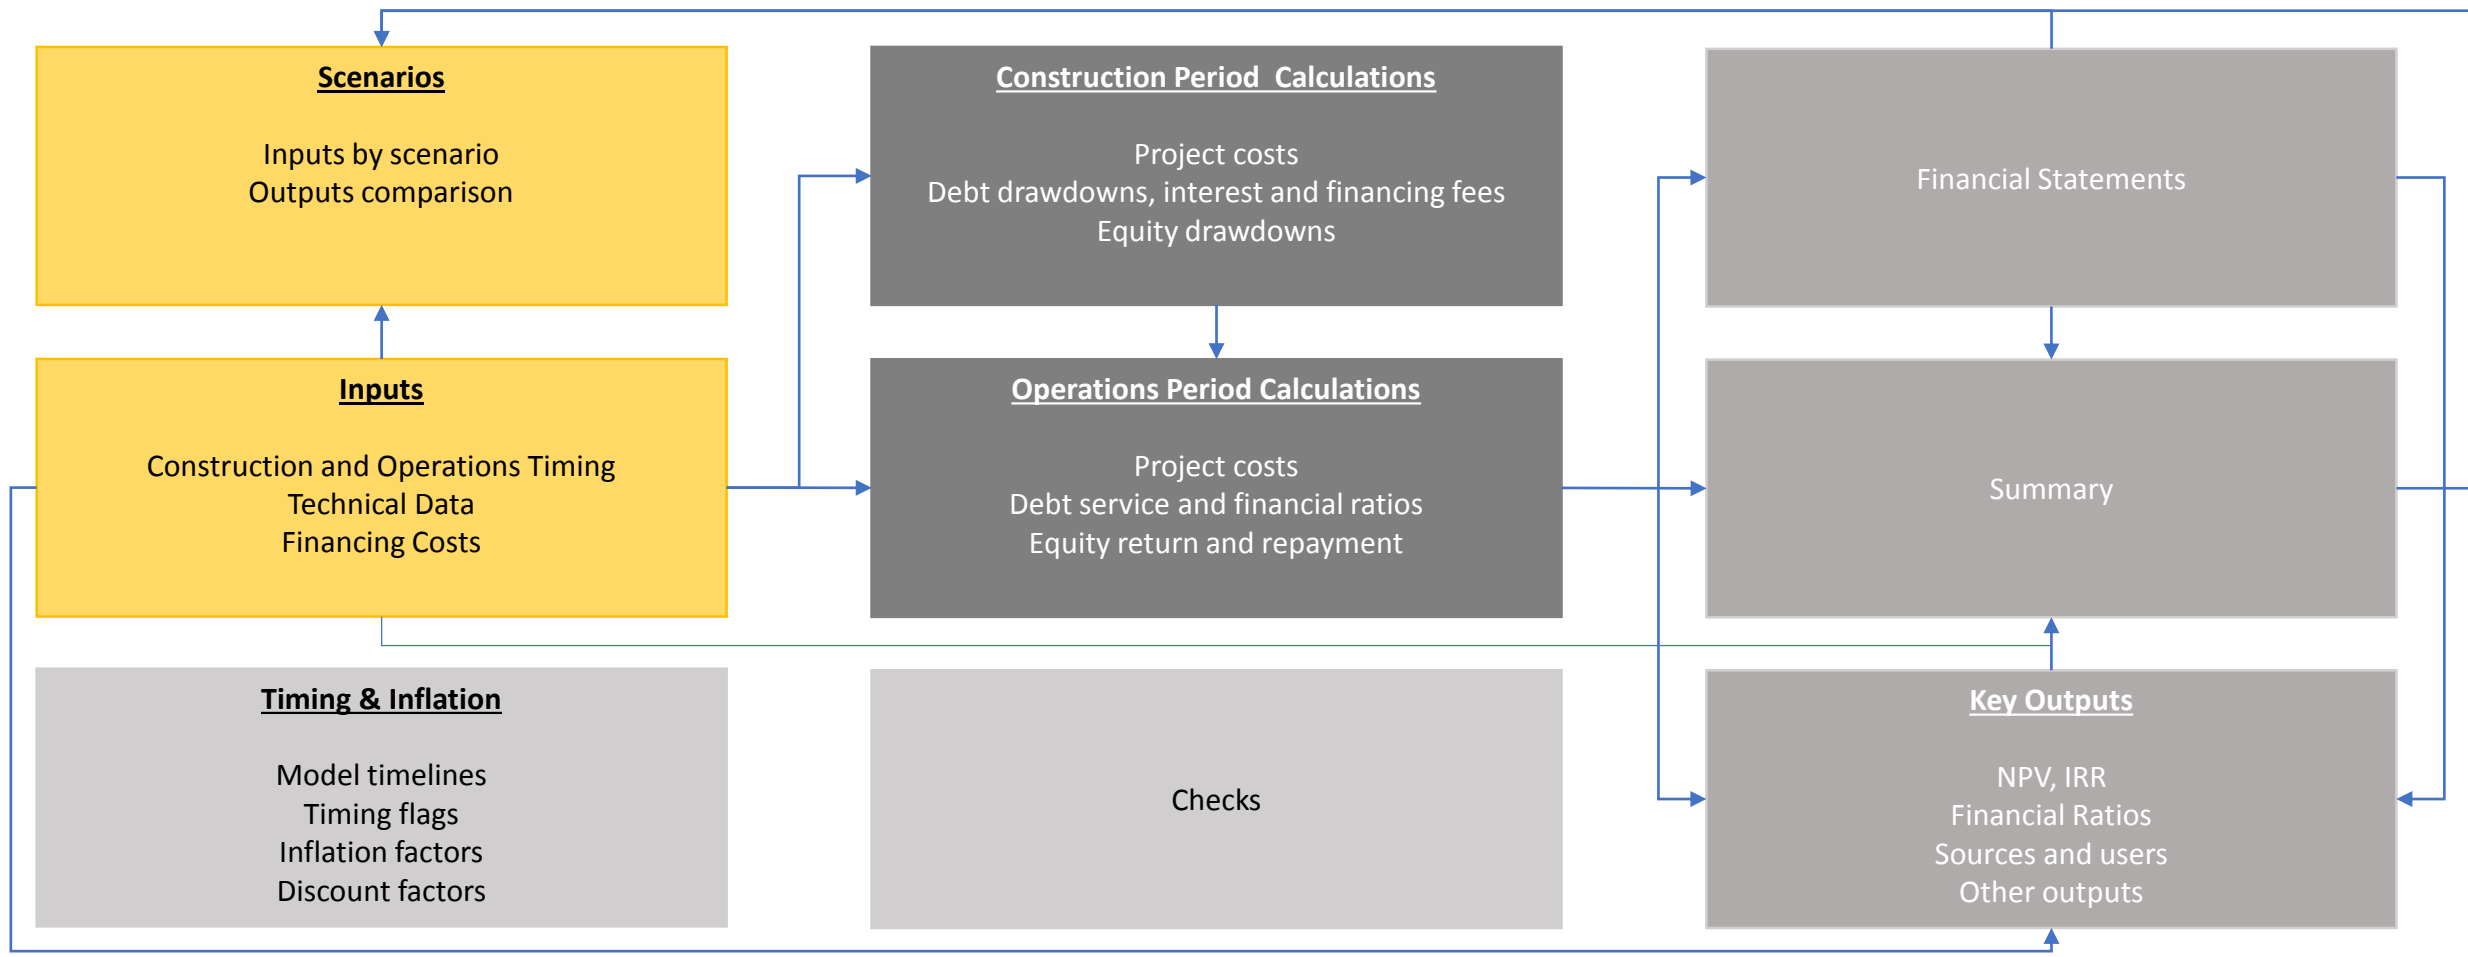 Scenarios
Inputs by scenario
Outputs comparison
Construction Period  Calculations
Project costs
Debt drawdowns, interest and financing fees
Equity drawdowns
Financial Statements
Inputs
Construction and Operations Timing
Technical Data
Financing Costs
Operations Period Calculations
Project costs
Debt service and financial ratios
Equity return and repayment
Summary
Timing & Inflation
Model timelines
Timing flags
Inflation factors
Discount factors
Checks
Key Outputs
NPV, IRR
Financial Ratios
Sources and users
Other outputs